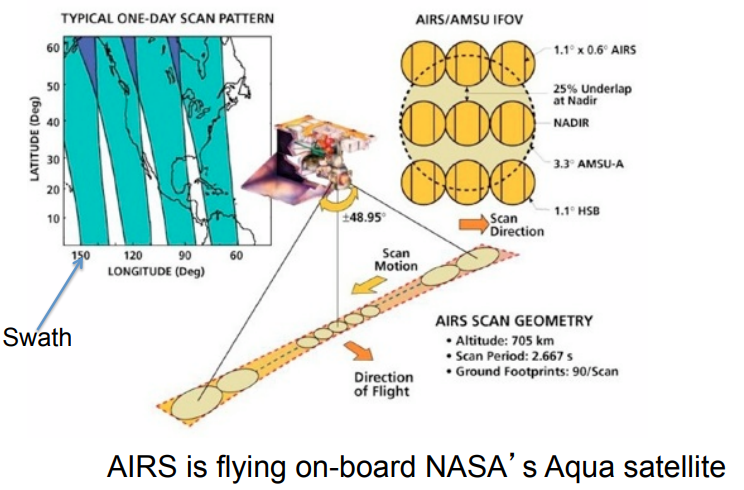 TYPICAL ONE-DAY SCAN PATTERN
60
50
40
30
20
10
LATITUDE (Deg)
150 120 90 60
LONGITUDE (Deg)
Swath
AIRS/AMSU IFOV
1.1° x 0.6° AIRS
25% Underlap
at Nadir
NADIR
3.3° AMSU-A
1.1° HSB
Scan
Direction
±48.95°
Scan
Motion
Direction
of Flight
AIRS SCAN GEOMETRY
• Altitude: 705 km
• Scan Period: 2.667 s
• Ground Footprints: 90/Scan
AIRS is flying on-board NASA’s Aqua satellite